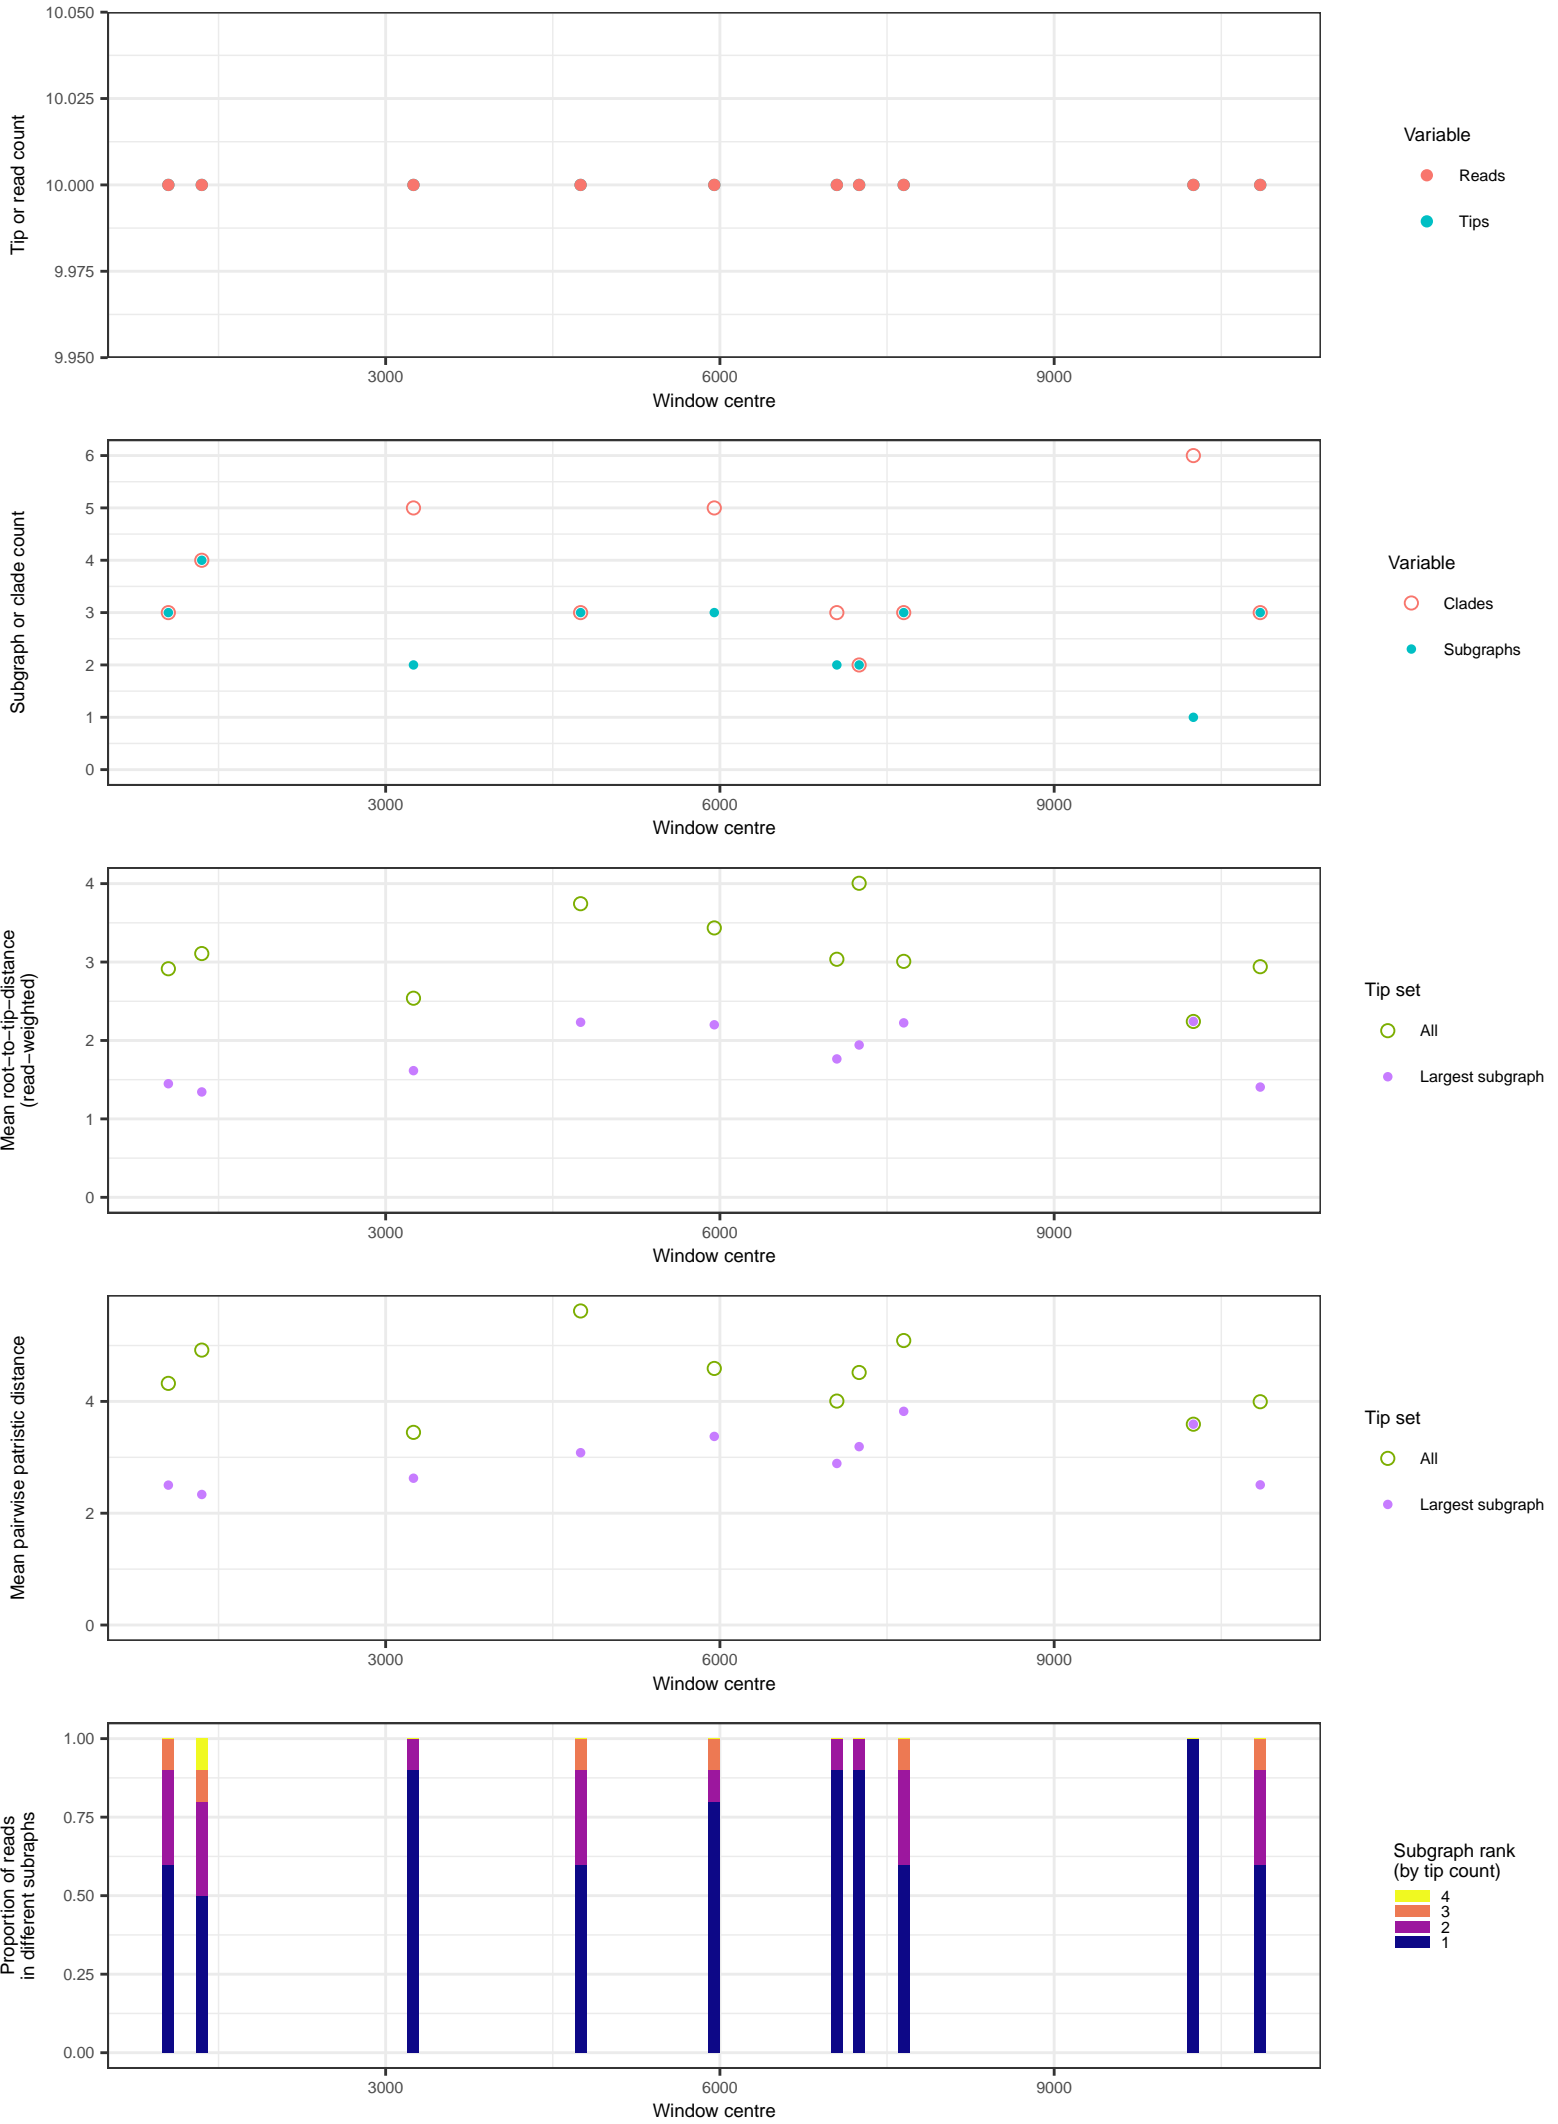 10.050
10.025
10.000
9.975
9.950
Tip or read count
3000
6000
9000
Window centre
Variable
Reads
Tips
6
5
4
3
2
1
0
Subgraph or clade count
3000
6000
9000
Window centre
Variable
Clades
Subgraphs
4
3
2
1
0
Mean root−to−tip−distance
(read−weighted)
3000
6000
9000
Window centre
Tip set
All
Largest subgraph
4
2
0
Mean pairwise patristic distance
3000
6000
9000
Window centre
Tip set
All
Largest subgraph
1.00
0.75
0.50
0.25
0.00
Proportion of reads
in different subraphs
3000
6000
9000
Window centre
Subgraph rank
(by tip count)
4
3
2
1